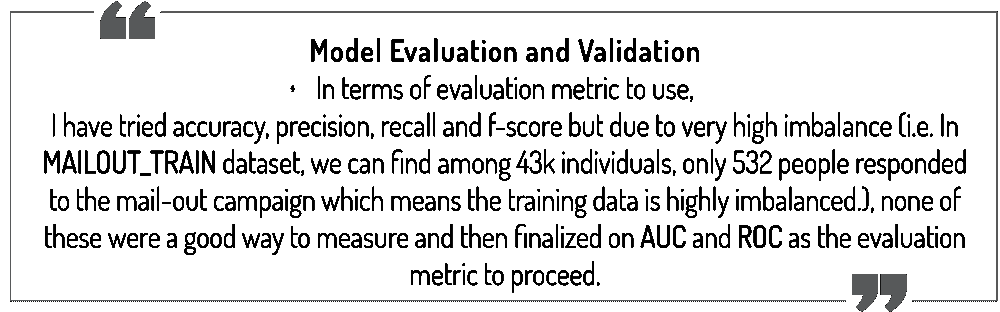 Model Evaluation and Validation
• In terms of evaluation metric to use,
I have tried accuracy, precision, recall and f-score but due to very high imbalance (i.e. In
MAILOUT_TRAIN dataset, we can find among 43k individuals, only 532 people responded
to the mail-out campaign which means the training data is highly imbalanced.), none of
these were a good way to measure and then finalized on AUC and ROC as the evaluation
metric to proceed.